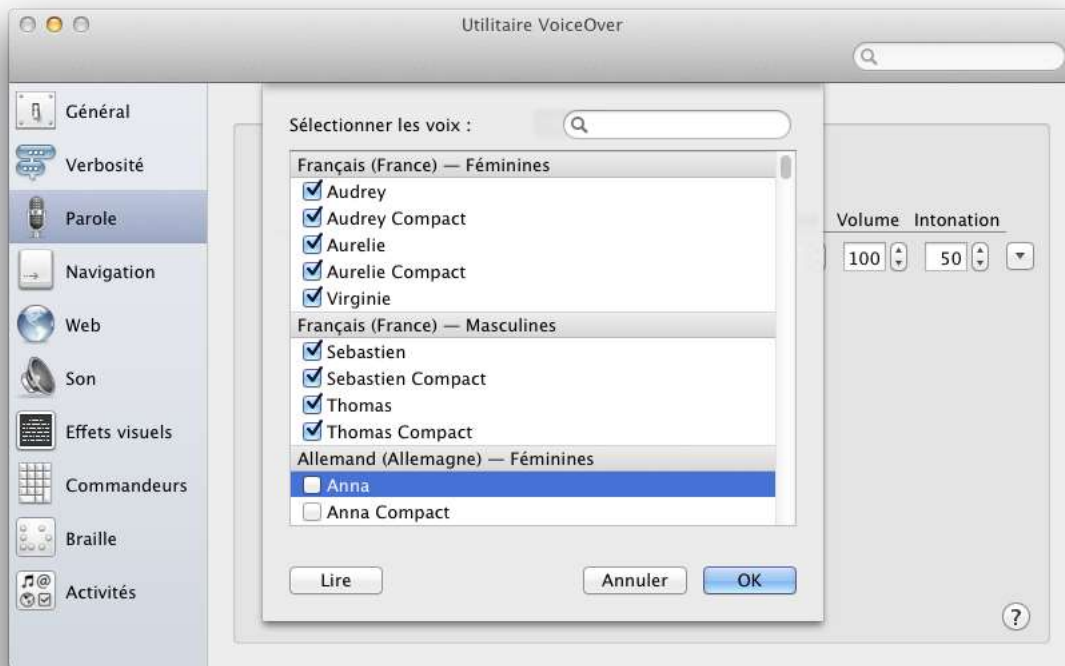 Utilitaire VoiceOver
Général
Verbosité
Parole
Navigation
Web
Son
Effets visuels
Commandeurs
Braille
Activités
Sélectionner les voix :
Français (France) — Féminines
Audrey
Audrey Compact
Aurelie
Aurelie Compact
Virginie
Français (France) — Masculines
Sebastien
Sebastien Compact
Thomas
Thomas Compact
Allemand (Allemagne) — Féminines
Anna
Anna Compact
Lire Annuler OK
Volume Intonation
100 50
?